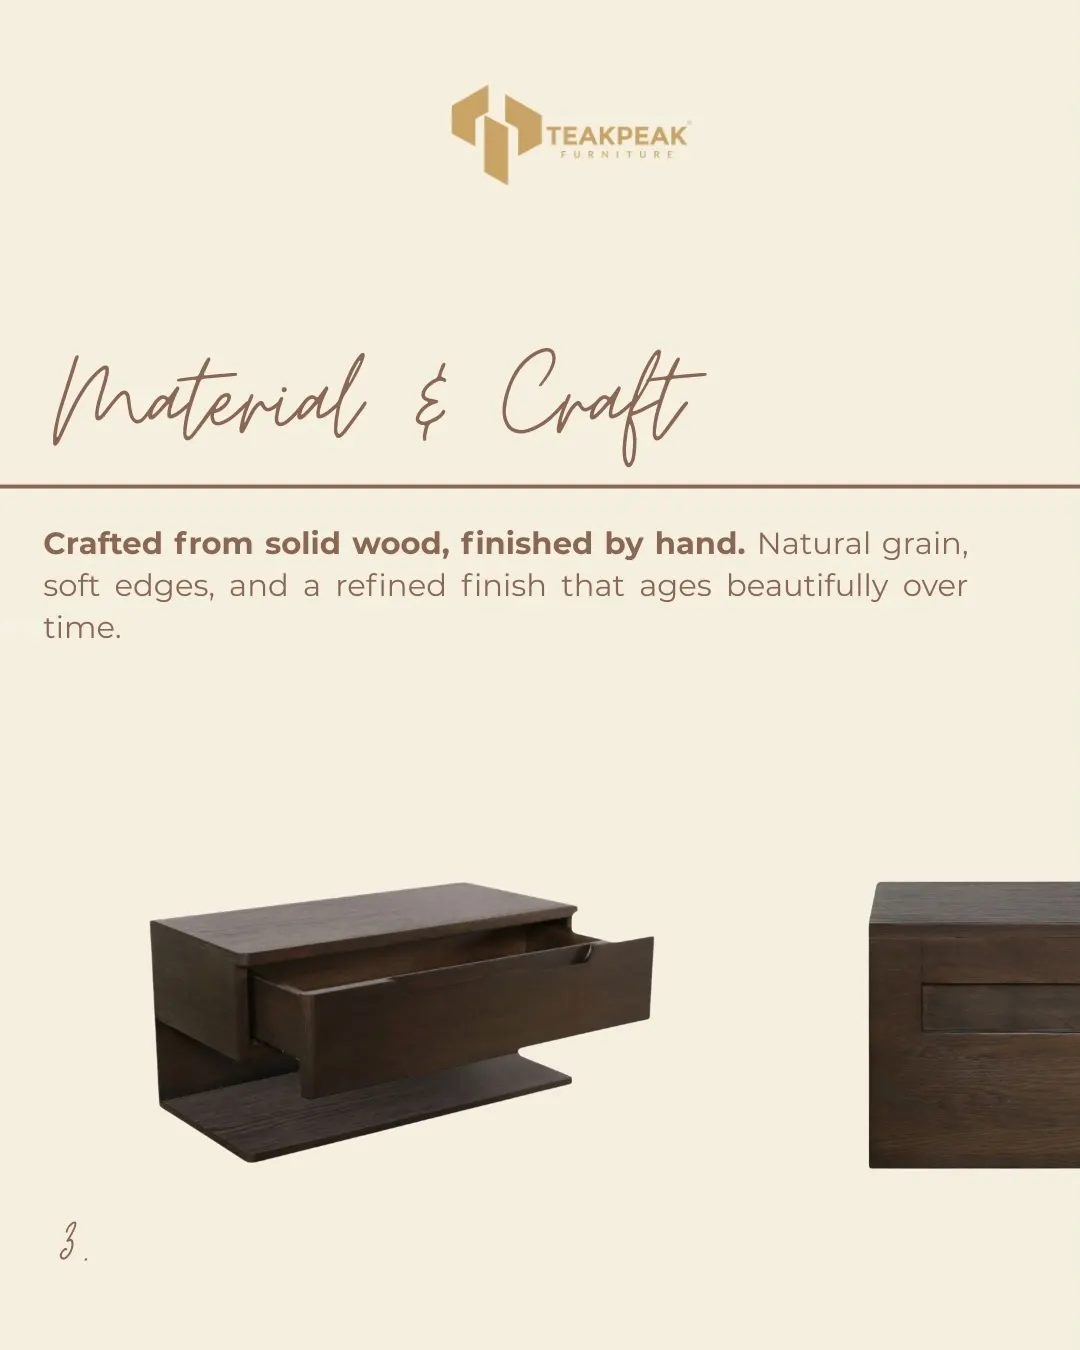 TEAKPEAK
FURNITURE
Material & Craft
Crafted from solid wood, finished by hand. Natural grain,
soft edges, and a refined finish that ages beautifully over
time.
3.